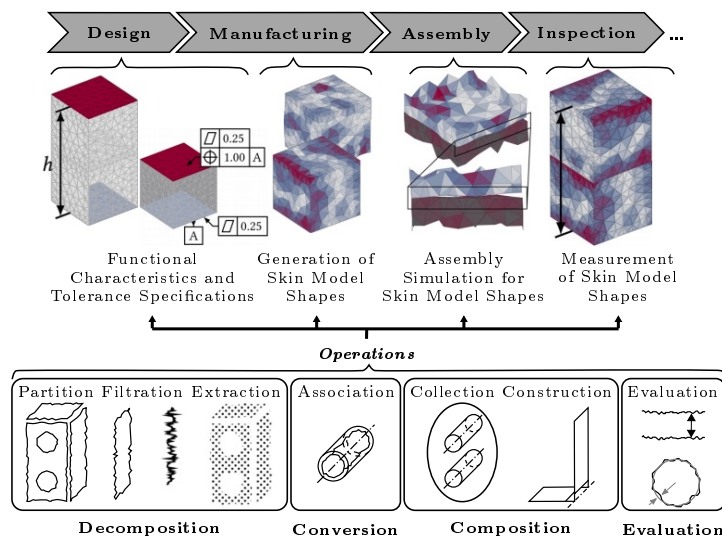 Design Manufacturing Assembly Inspection ...
h
0.25
1.00 A
0.25
A
Functional
Characteristics and
Tolerance Specifications
Generation of
Skin Model
Shapes
Assembly
Simulation for
Skin Model Shapes
Measurement
of Skin Model
Shapes
Operations
Partition Filtration Extraction
Association
Collection Construction
Evaluation
Decomposition
Conversion
Composition
Evaluation